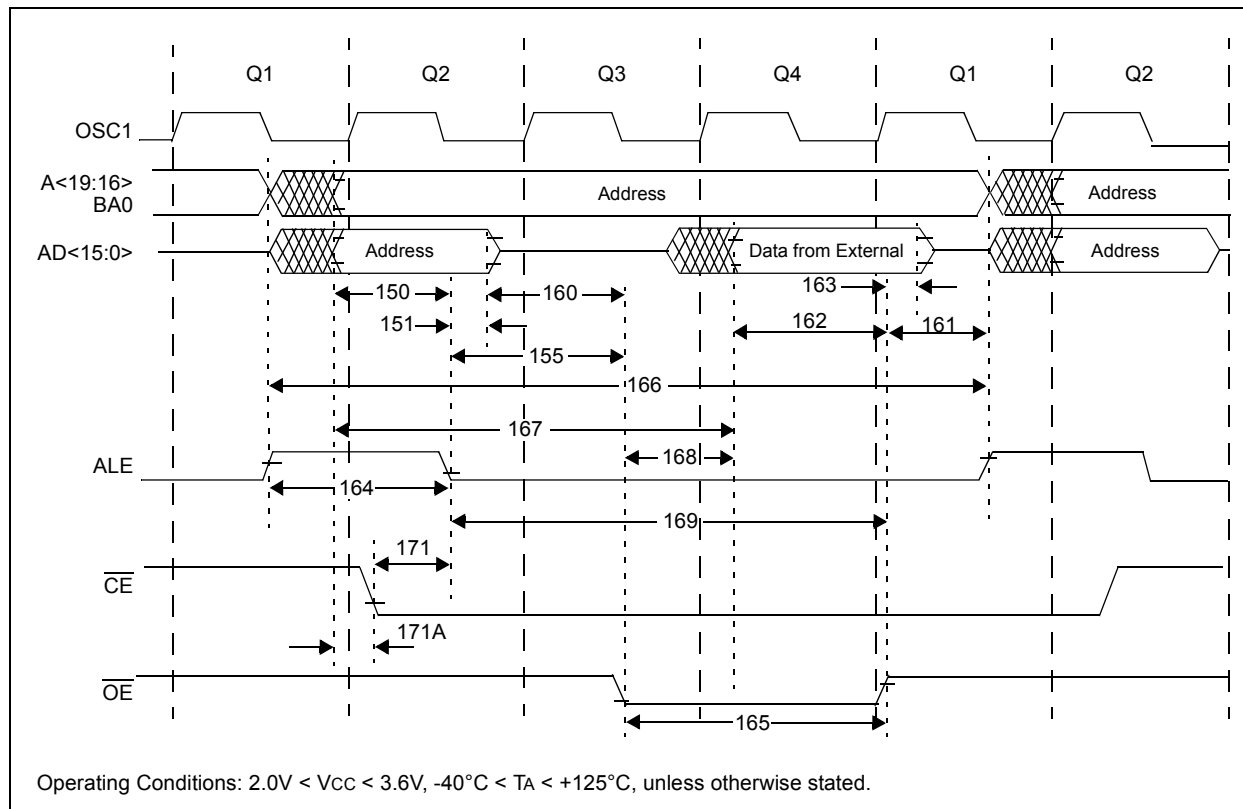 Q1 Q2 Q3 Q4 Q1 Q2
OSC1
A<19:16>
BA0
Address Address
AD<15:0>
Address Data from External Address
150 160 163
151 162 161
155
166
167
ALE
168
164
169
171
CE
171A
OE
165
Operating Conditions: 2.0V < VCC < 3.6V, -40°C < TA < +125°C, unless otherwise stated.